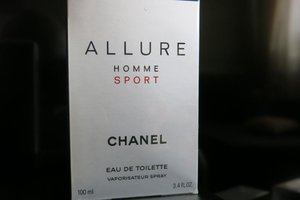 ALLURE
HOMME
SPORT
CHANEL
EAU DE TOILETTE
VAPORISATEUR SPRAY
100 ml 3.4 FL. OZ.